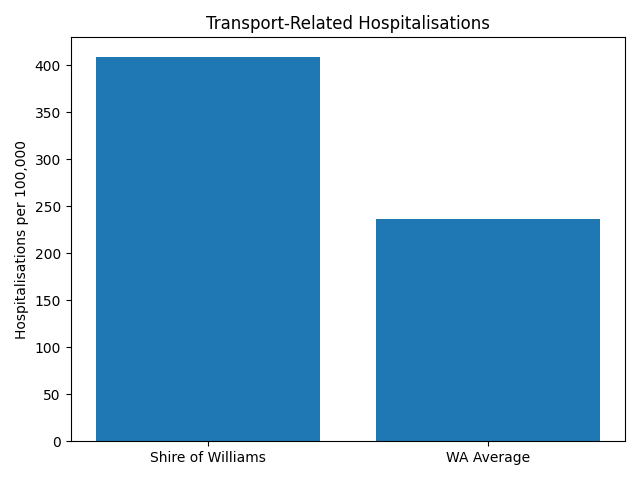 Transport-Related Hospitalisations
Hospitalisations per 100,000
400
350
300
250
200
150
100
50
0
Shire of Williams
WA Average